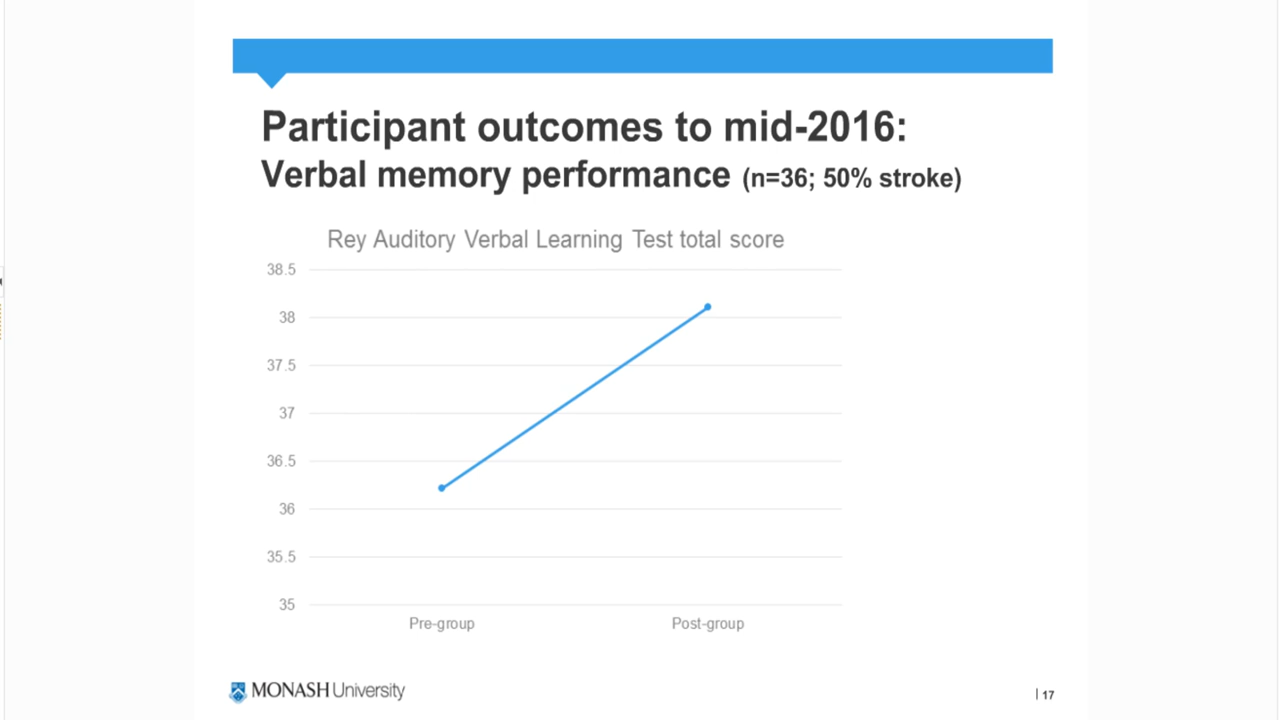 Participant outcomes to mid-2016:
Verbal memory performance (n=36; 50% stroke)
Rey Auditory Verbal Learning Test total score
38.5
38
37.5
37
36.5
36
35.5
35
Pre-group Post-group
MONASH University
| 17